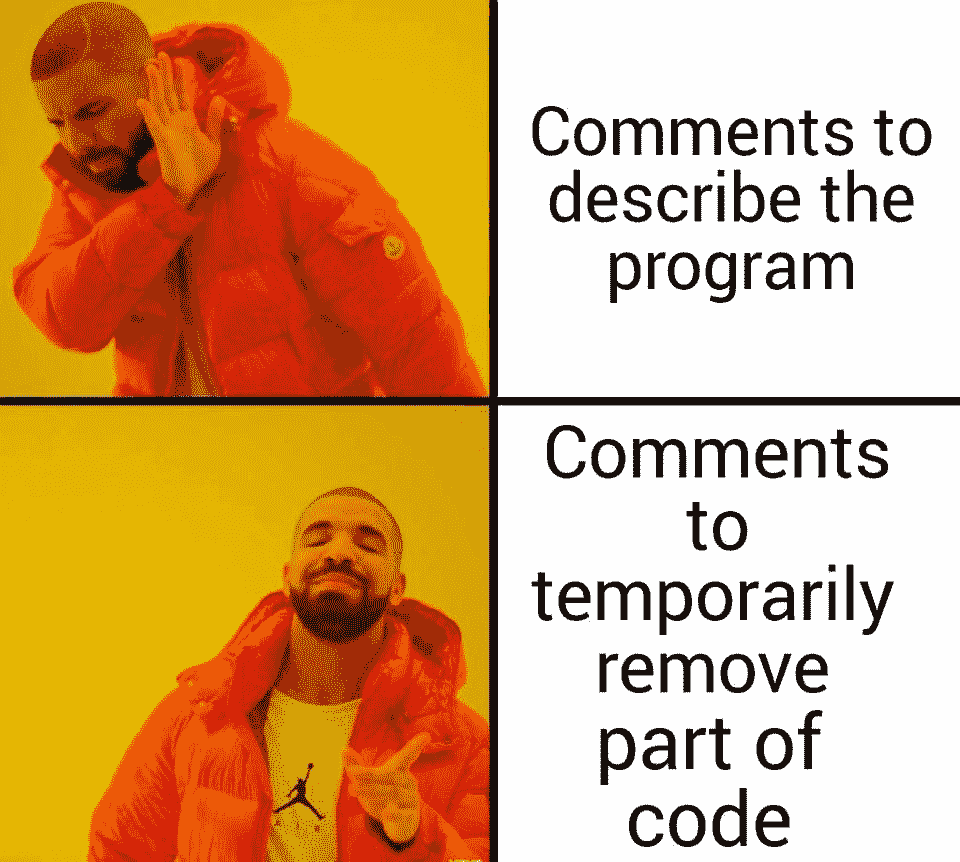 Comments to
describe the
program
Comments
to
temporarily
remove
part of
code